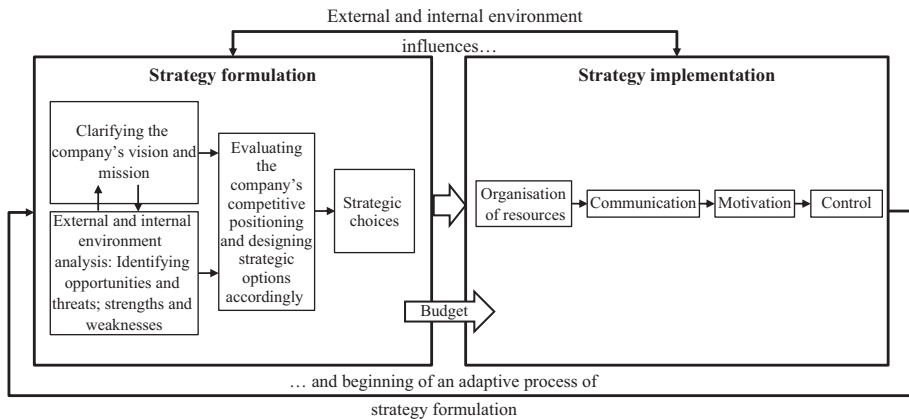 External and internal environment
influences…
Strategy formulation
Clarifying the
company’s vision and
mission
External and internal
environment
analysis: Identifying
opportunities and
threats; strengths and
weaknesses
Evaluating
the
company’s
competitive
positioning
and designing
strategic
options
accordingly
Strategic
choices
Budget
Strategy implementation
Organisation
of resources
Communication
Motivation
Control
… and beginning of an adaptive process of
strategy formulation